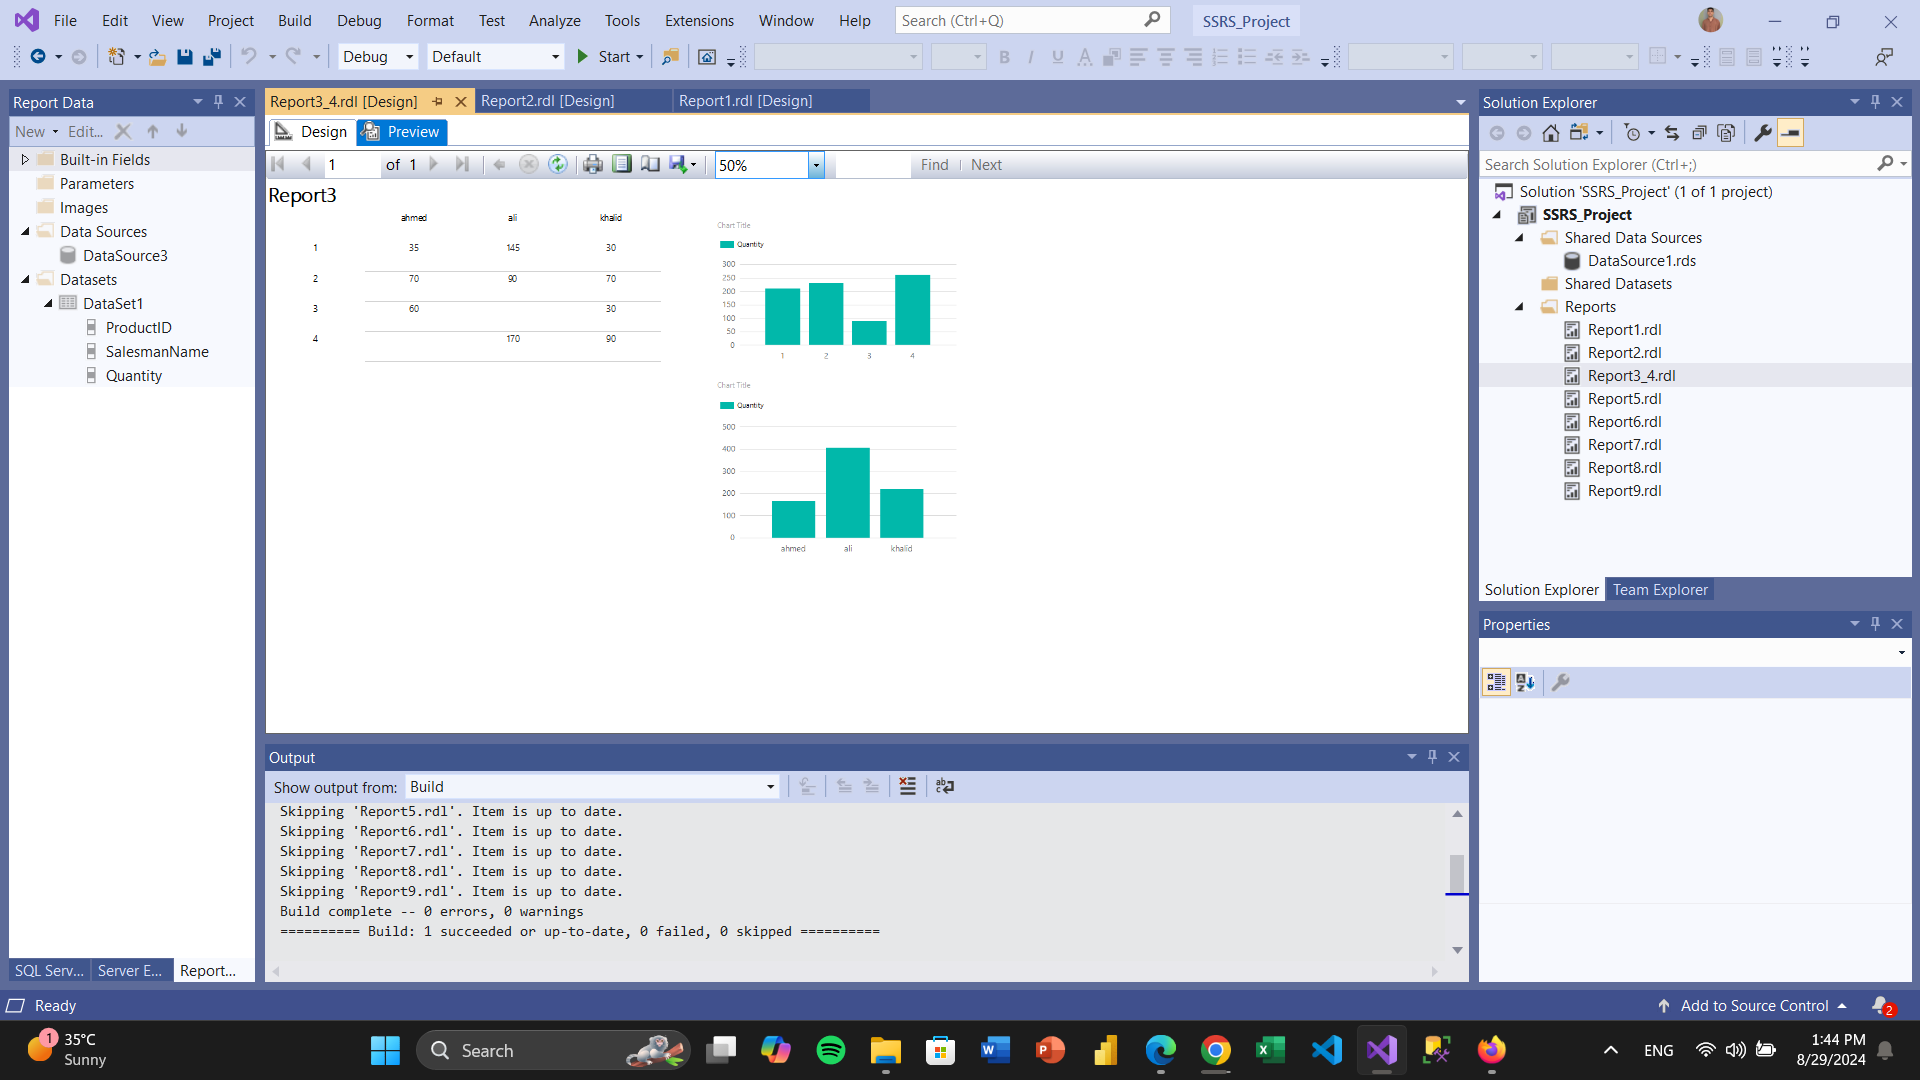 File Edit View Project Build Debug Format Test Analyze Tools Extensions Window Help Search (Ctrl+Q) SSRS_Project
Debug Default Start
Report Data
New Edit...
Built-in Fields
Parameters
Images
Data Sources
DataSource3
Datasets
DataSet1
ProductID
SalesmanName
Quantity
SQL Serv... Server E... Report...
Report3_4.rdl [Design] Report2.rdl [Design] Report1.rdl [Design]
Design Preview
1 of 1 50% Find Next
Report3
ahmed ali khalid
1 35 145 30
2 70 90 70
3 60 30
4 170 90
Chart Title
Quantity
300
250
200
150
100
50
0
1 2 3 4
Chart Title
Quantity
500
400
300
200
100
0
ahmed ali khalid
Output
Show output from: Build
Skipping 'Report5.rdl'. Item is up to date.
Skipping 'Report6.rdl'. Item is up to date.
Skipping 'Report7.rdl'. Item is up to date.
Skipping 'Report8.rdl'. Item is up to date.
Skipping 'Report9.rdl'. Item is up to date.
Build complete -- 0 errors, 0 warnings
========== Build: 1 succeeded or up-to-date, 0 failed, 0 skipped ==========
Solution Explorer
Search Solution Explorer (Ctrl+;)
Solution 'SSRS_Project' (1 of 1 project)
SSRS_Project
Shared Data Sources
DataSource1.rds
Shared Datasets
Reports
Report1.rdl
Report2.rdl
Report3_4.rdl
Report5.rdl
Report6.rdl
Report7.rdl
Report8.rdl
Report9.rdl
Solution Explorer Team Explorer
Properties
Ready Add to Source Control 2
1 35°C
Sunny
Search
ENG
1:44 PM
8/29/2024